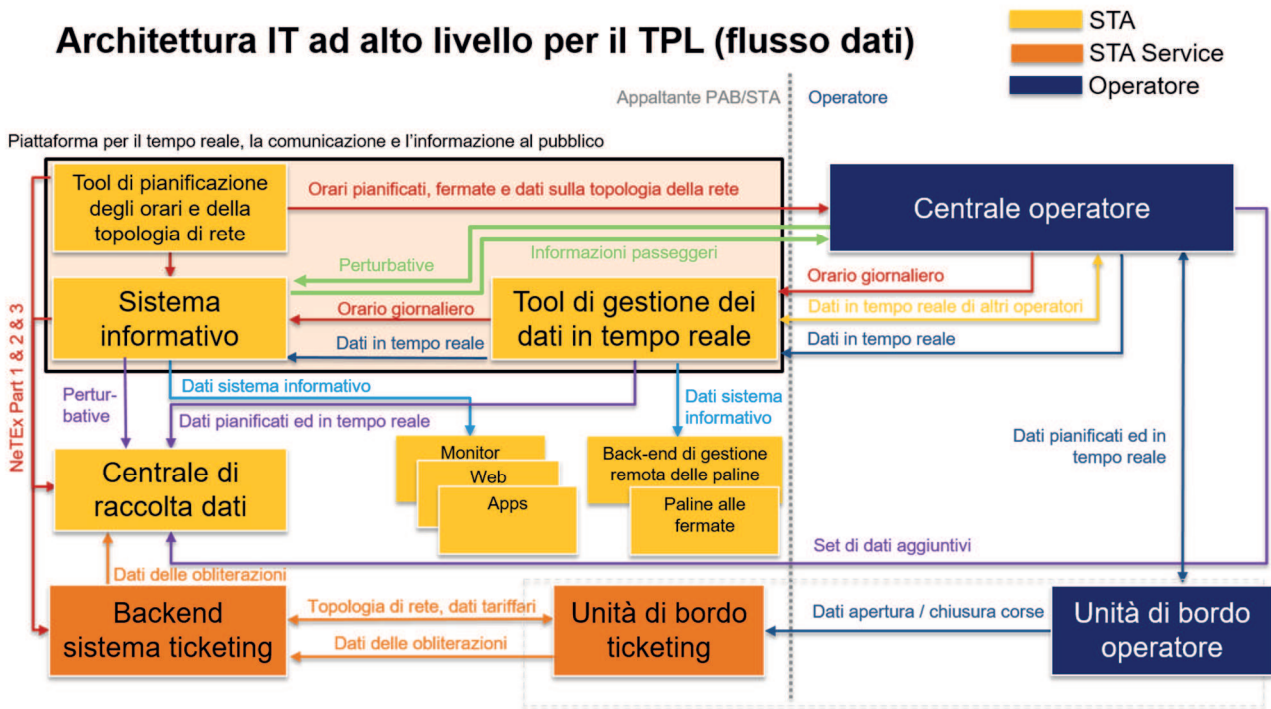 Architettura IT ad alto livello per il TPL (flusso dati)
STA
STA Service
Operatore
Appaltante PAB/STA
Operatore
Piattaforma per il tempo reale, la comunicazione e l'informazione al pubblico
Tool di pianificazione
degli orari e della
topologia di rete
Orari pianificati, fermate e dati sulla topologia della rete
Centrale operatore
Informazioni passeggeri
Perturbative
Orario giornaliero
Sistema
informativo
Orario giornaliero
Tool di gestione dei
dati in tempo reale
Dati in tempo reale di altri operatori
Dati in tempo reale
Dati in tempo reale
NeTEx Part 1 & 2 & 3
Pertur-
bative
Dati sistema informativo
Dati pianificati ed in tempo reale
Dati sistema
informativo
Dati pianificati ed in
tempo reale
Monitor
Web
Apps
Back-end di gestione
remota delle paline
Paline alle
fermate
Centrale di
raccolta dati
Set di dati aggiuntivi
Dati delle obliterazioni
Backend
sistema ticketing
Topologia di rete, dati tariffari
Dati delle obliterazioni
Unità di bordo
ticketing
Dati apertura / chiusura corse
Unità di bordo
operatore